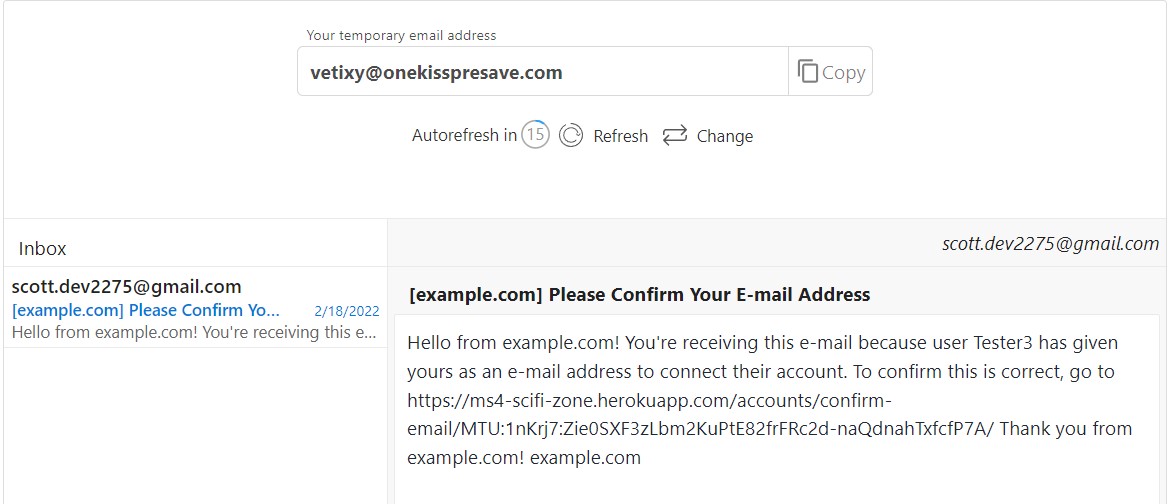 Your temporary email address
vetixy@onekisspresave.com
Copy
Autorefresh in 15 Refresh Change
Inbox
scott.dev2275@gmail.com
scott.dev2275@gmail.com
[example.com] Please Confirm Yo... 2/18/2022
Hello from example.com! You're receiving this e...
[example.com] Please Confirm Your E-mail Address
Hello from example.com! You're receiving this e-mail because user Tester3 has given
yours as an e-mail address to connect their account. To confirm this is correct, go to
https://ms4-scifi-zone.herokuapp.com/accounts/confirm-
email/MTU:1nKrj7:Zie0SXF3zLbm2KuPtE82frFRc2d-naQdnahTxfcfP7A/ Thank you from
example.com! example.com